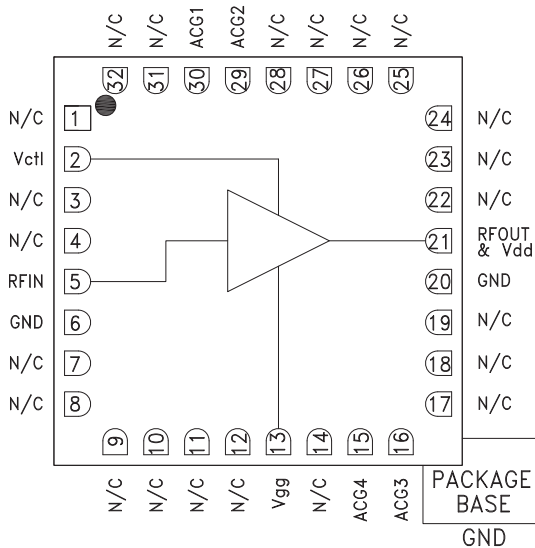 N/C N/C ACG1 ACG2 N/C N/C N/C N/C
32 31 30 29 28 27 26 25
N/C 1 24 N/C
Vctl 2 23 N/C
N/C 3 22 N/C
N/C 4 21 RFOUT
& Vdd
RFIN 5 20 GND
GND 6 19 N/C
N/C 7 18 N/C
N/C 8 17 N/C
9 10 11 12 13 14 15 16
N/C N/C N/C N/C Vgg N/C ACG4 ACG3
PACKAGE
BASE
GND